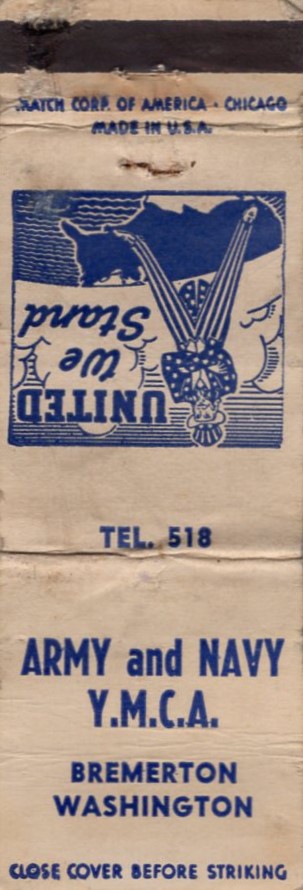 MATCH CORP. OF AMERICA · CHICAGO
MADE IN U.S.A.
UNITED
We
Stand
TEL. 518
ARMY and NAVY
Y.M.C.A.
BREMERTON
WASHINGTON
CLOSE COVER BEFORE STRIKING